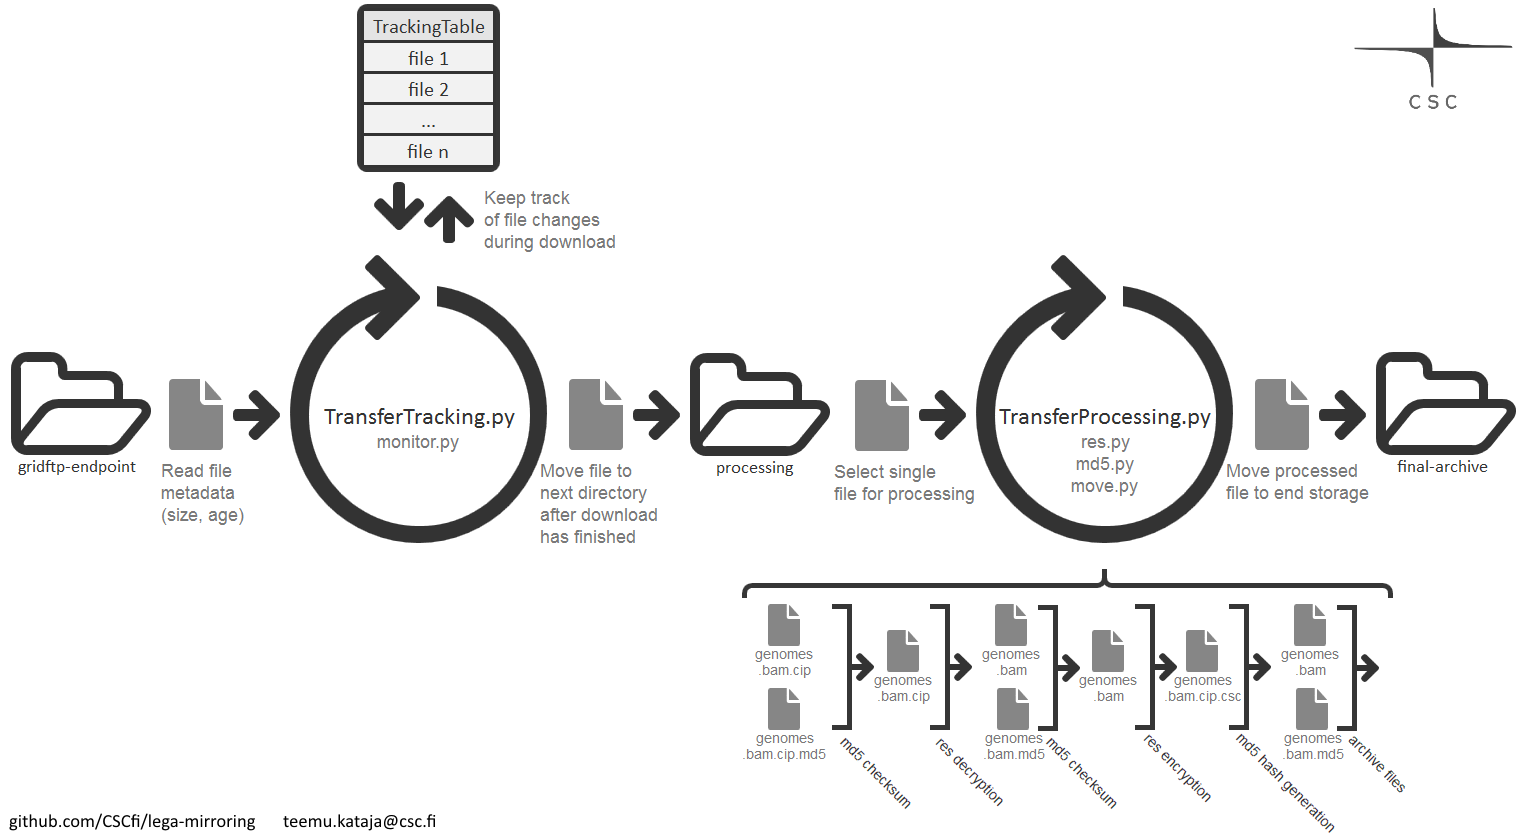 TrackingTable
file 1
file 2
...
file n
CSC
Keep track
of file changes
during download
gridftp-endpoint
Read file
metadata
(size, age)
TransferTracking.py
monitor.py
Move file to
next directory
after download
has finished
processing
Select single
file for processing
TransferProcessing.py
res.py
md5.py
move.py
Move processed
file to end storage
final-archive
genomes
.bam.cip
genomes
.bam.cip.md5
md5 checksum
genomes
.bam.cip
res decryption
genomes
.bam
genomes
.bam.md5
md5 checksum
genomes
.bam
res encryption
genomes
.bam.cip.csc
md5 hash generation
genomes
.bam
genomes
.bam.md5
archive files
github.com/CSCfi/lega-mirroring
teemu.kataja@csc.fi